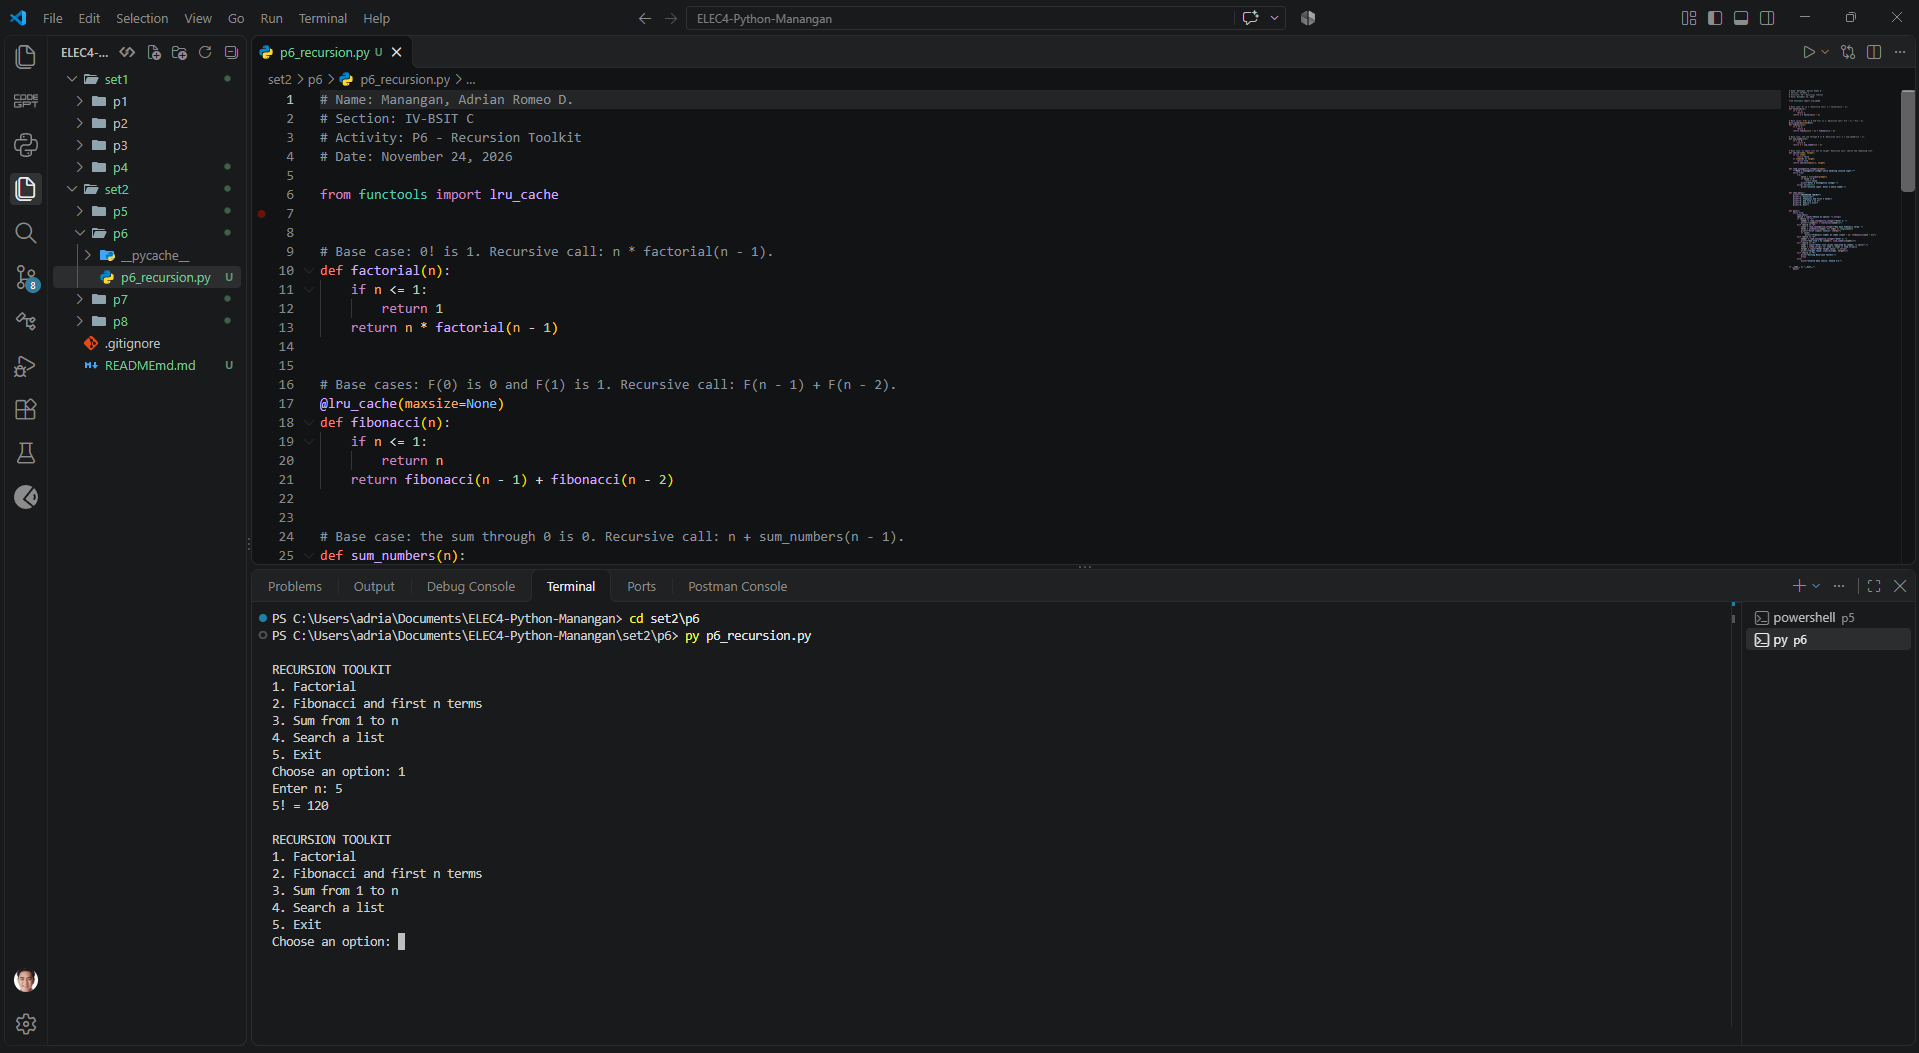 File Edit Selection View Go Run Terminal Help
ELEC4-Python-Manangan
ELEC4-...
set1
p1
p2
p3
p4
set2
p5
p6
__pycache__
p6_recursion.py U
p7
p8
.gitignore
READMEmd.md U
CODE
GPT
8
p6_recursion.py U
set2 > p6 > p6_recursion.py > ...
1 # Name: Manangan, Adrian Romeo D.
2 # Section: IV-BSIT C
3 # Activity: P6 - Recursion Toolkit
4 # Date: November 24, 2026
5
6 from functools import lru_cache
7
8
9 # Base case: 0! is 1. Recursive call: n * factorial(n - 1).
10 def factorial(n):
11     if n <= 1:
12         return 1
13     return n * factorial(n - 1)
14
15
16 # Base cases: F(0) is 0 and F(1) is 1. Recursive call: F(n - 1) + F(n - 2).
17 @lru_cache(maxsize=None)
18 def fibonacci(n):
19     if n <= 1:
20         return n
21     return fibonacci(n - 1) + fibonacci(n - 2)
22
23
24 # Base case: the sum through 0 is 0. Recursive call: n + sum_numbers(n - 1).
25 def sum_numbers(n):
Problems Output Debug Console Terminal Ports Postman Console
PS C:\Users\adria\Documents\ELEC4-Python-Manangan> cd set2\p6
PS C:\Users\adria\Documents\ELEC4-Python-Manangan\set2\p6> py p6_recursion.py
RECURSION TOOLKIT
1. Factorial
2. Fibonacci and first n terms
3. Sum from 1 to n
4. Search a list
5. Exit
Choose an option: 1
Enter n: 5
5! = 120
RECURSION TOOLKIT
1. Factorial
2. Fibonacci and first n terms
3. Sum from 1 to n
4. Search a list
5. Exit
Choose an option:
powershell p5
py p6